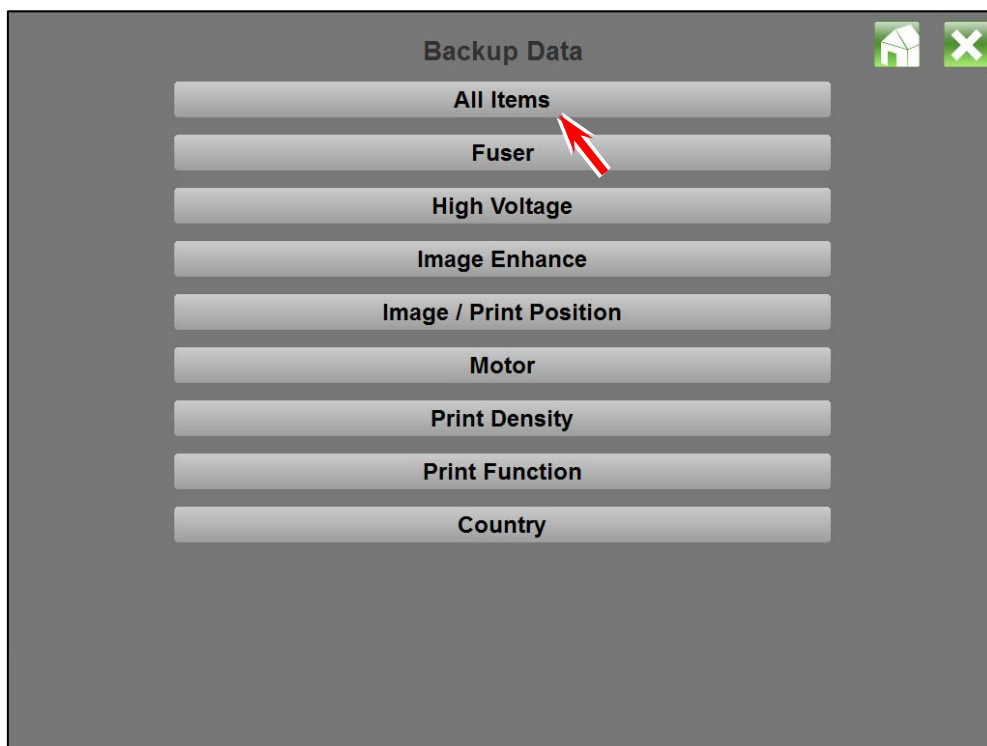 Backup Data
All Items
Fuser
High Voltage
Image Enhance
Image / Print Position
Motor
Print Density
Print Function
Country